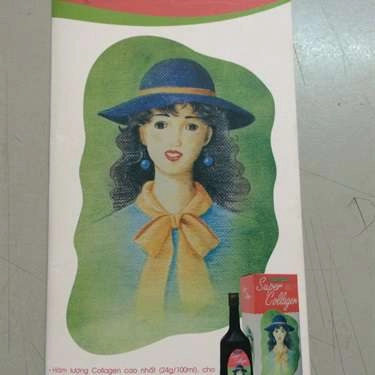 Super
Collagen
- Hàm lượng Collagen cao nhất (24g/100ml), cho